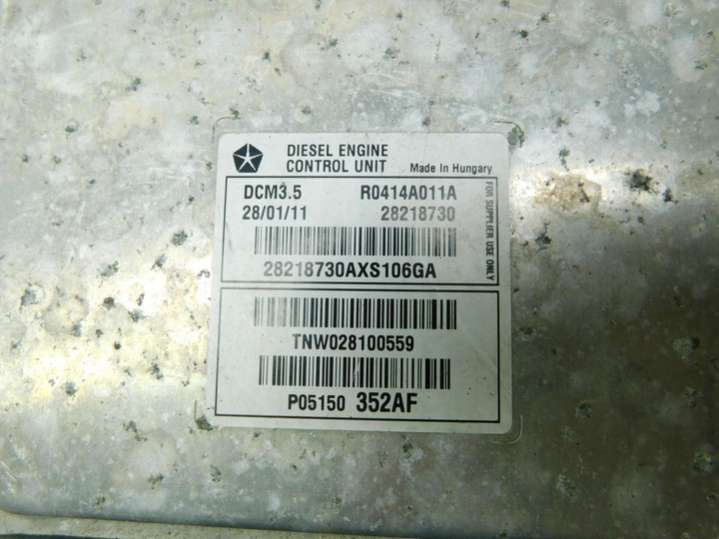 DIESEL ENGINE
CONTROL UNIT Made In Hungary
DCM3.5 R0414A011A
28/01/11 28218730
28218730AXS106GA
FOR SUPPLIER USE ONLY
TNW028100559
P05150 352AF